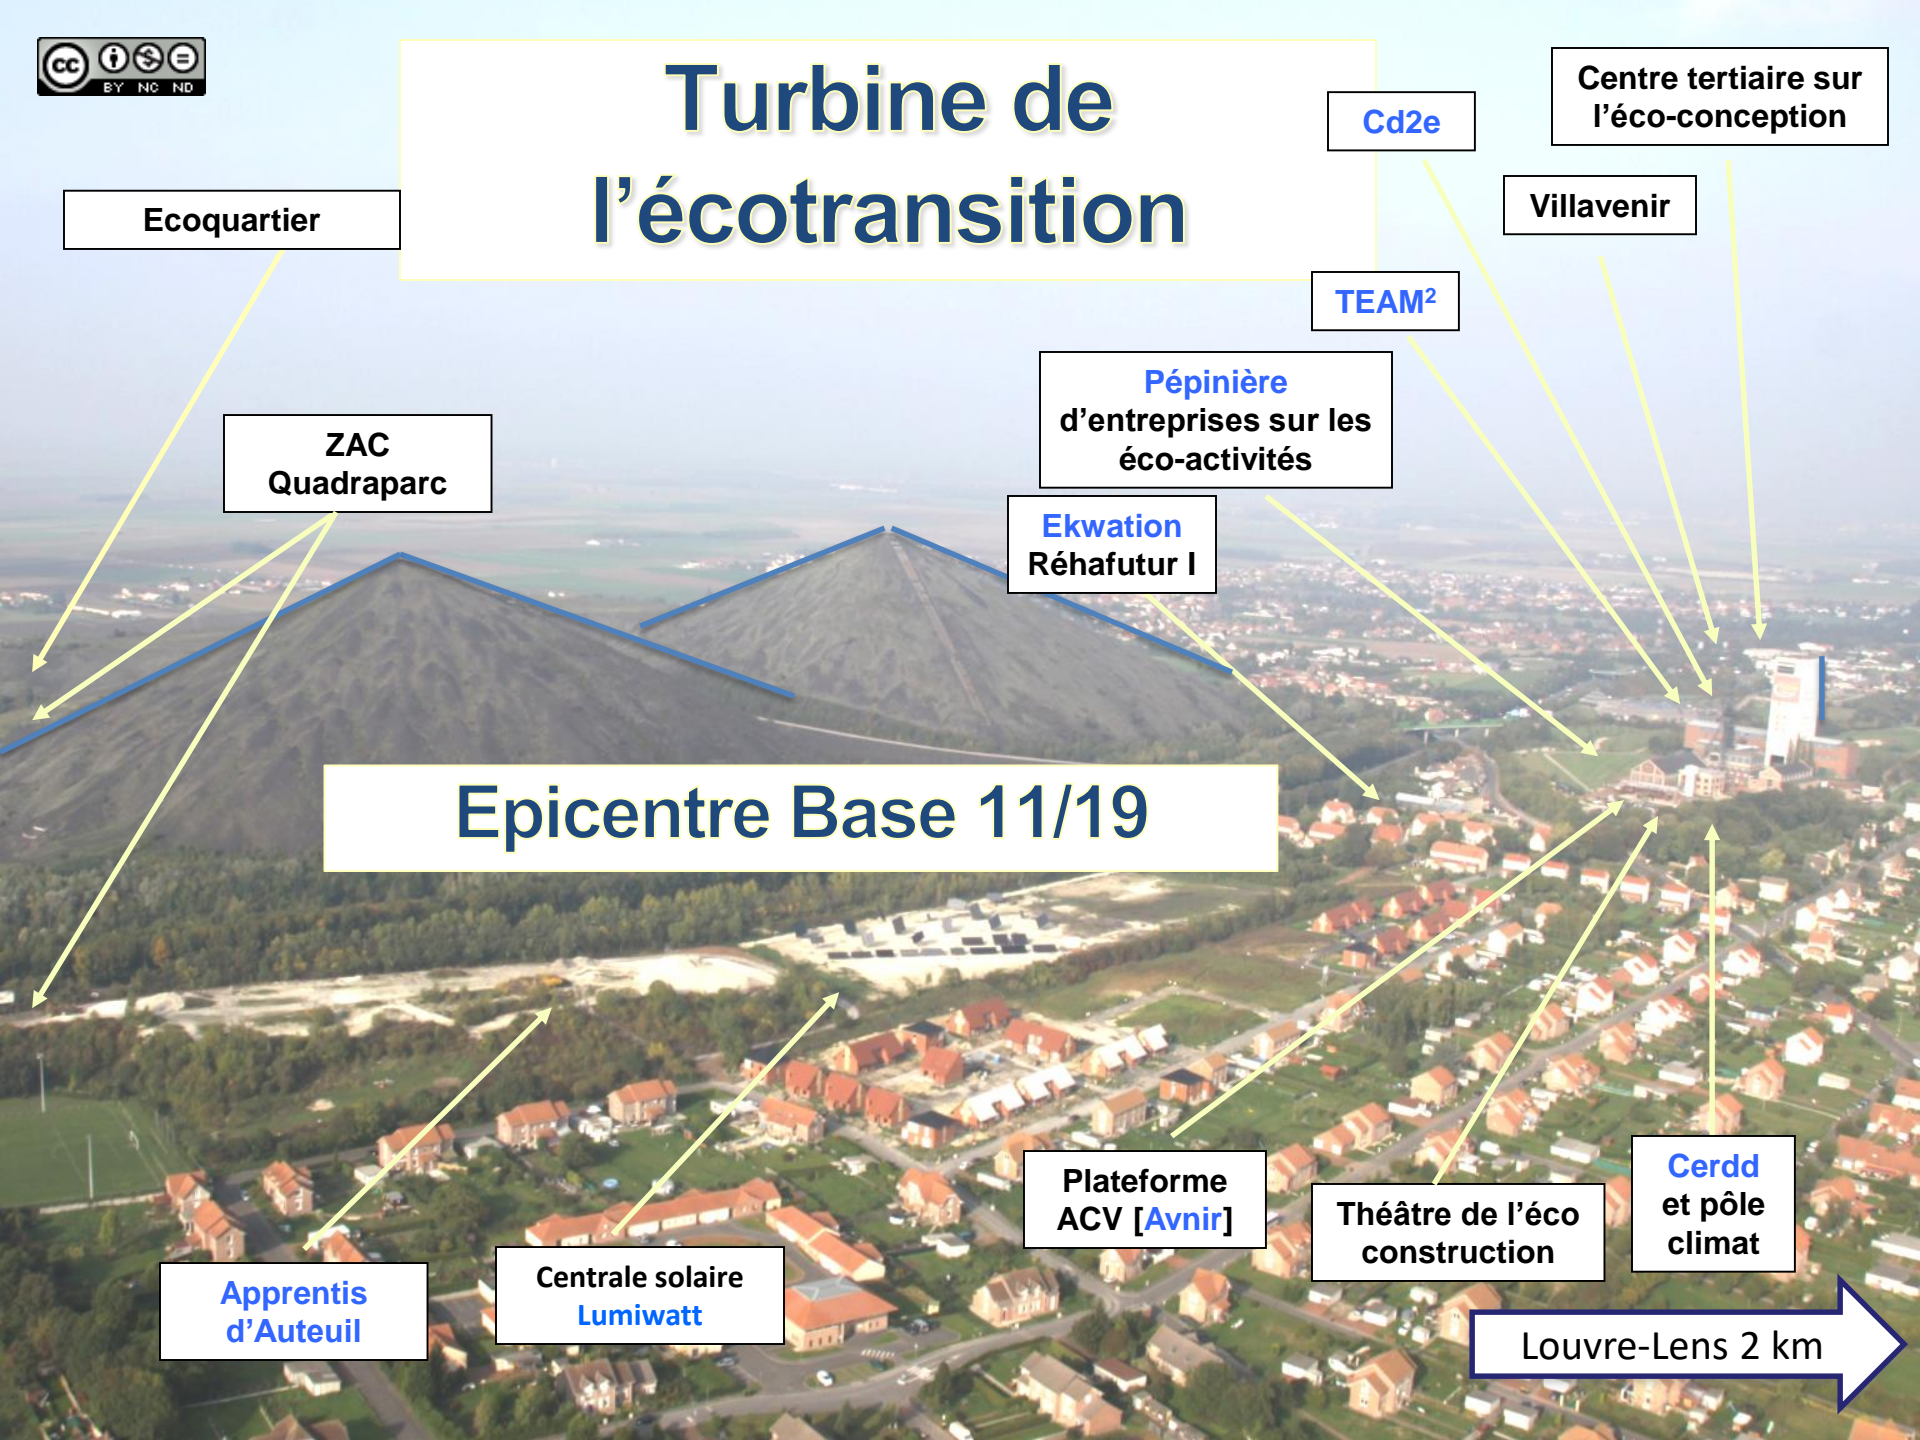 cc BY NC ND
Turbine de
l’écotransition
Centre tertiaire sur
l’éco-conception
Cd2e
Villavenir
Ecoquartier
TEAM²
Pépinière
d’entreprises sur les
éco-activités
ZAC
Quadraparc
Ekwation
Réhafutur I
Epicentre Base 11/19
Plateforme
ACV [Avnir]
Théâtre de l’éco
construction
Cerdd
et pôle
climat
Apprentis
d’Auteuil
Centrale solaire
Lumiwatt
Louvre-Lens 2 km